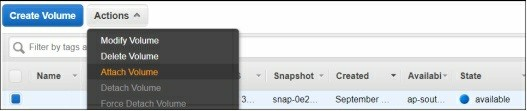 Create Volume Actions
Filter by tags a
Modify Volume
Delete Volume
Attach Volume
Detach Volume
Force Detach Volume
Name Snapshot Created Availabi State
3... snap-0e2... September ... ap-sout... available